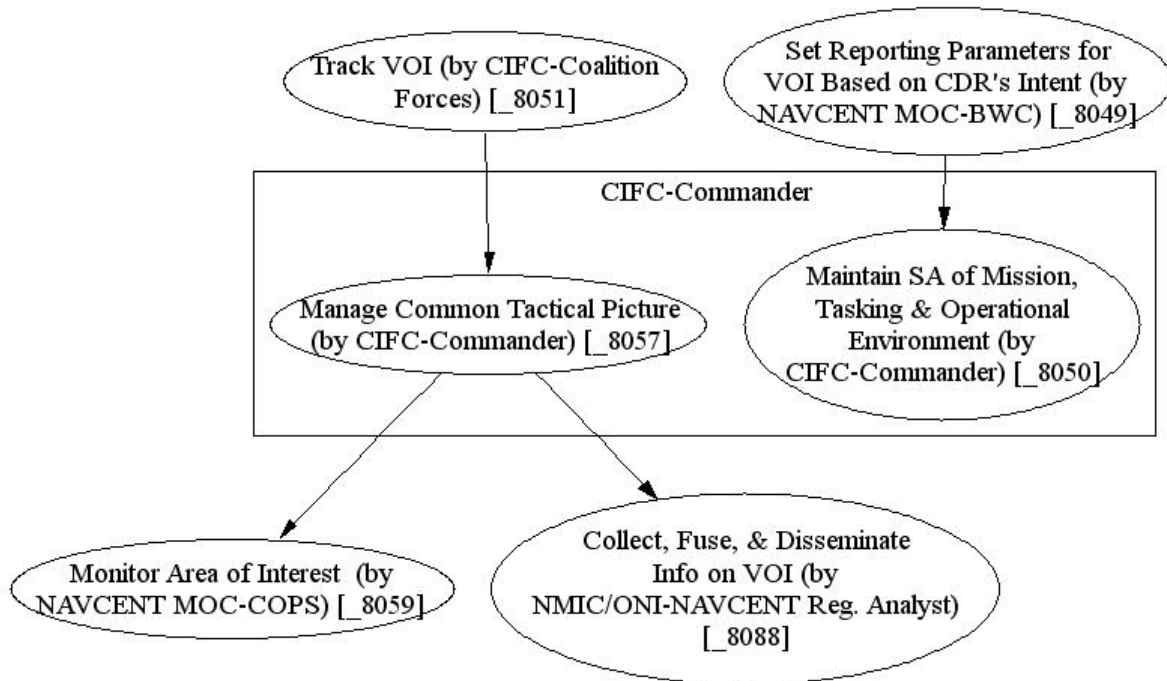 Track VOI (by CIFC-Coalition
Forces) [_8051]
Set Reporting Parameters for
VOI Based on CDR's Intent (by
NAVCENT MOC-BWC) [_8049]
CIFC-Commander
Manage Common Tactical Picture
(by CIFC-Commander) [_8057]
Maintain SA of Mission,
Tasking & Operational
Environment (by
CIFC-Commander) [_8050]
Monitor Area of Interest (by
NAVCENT MOC-COPS) [_8059]
Collect, Fuse, & Disseminate
Info on VOI (by
NMIC/ONI-NAVCENT Reg. Analyst)
[_8088]